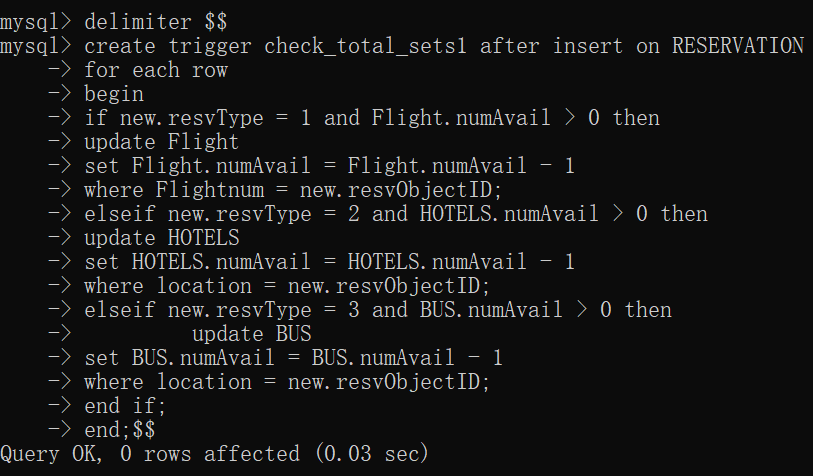 mysql> delimiter $$
mysql> create trigger check_total_sets1 after insert on RESERVATION
    -> for each row
    -> begin
    -> if new.resvType = 1 and Flight.numAvail > 0 then
    -> update Flight
    -> set Flight.numAvail = Flight.numAvail - 1
    -> where Flightnum = new.resvObjectID;
    -> elseif new.resvType = 2 and HOTELS.numAvail > 0 then
    -> update HOTELS
    -> set HOTELS.numAvail = HOTELS.numAvail - 1
    -> where location = new.resvObjectID;
    -> elseif new.resvType = 3 and BUS.numAvail > 0 then
    ->          update BUS
    -> set BUS.numAvail = BUS.numAvail - 1
    -> where location = new.resvObjectID;
    -> end if;
    -> end;$$
Query OK, 0 rows affected (0.03 sec)